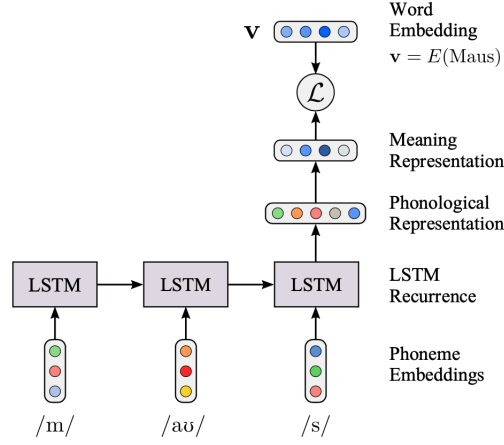 Word
Embedding
v
v = E(Maus)
ℒ
Meaning
Representation
Phonological
Representation
LSTM
LSTM
LSTM
LSTM
Recurrence
Phoneme
Embeddings
/m/
/aʊ/
/s/